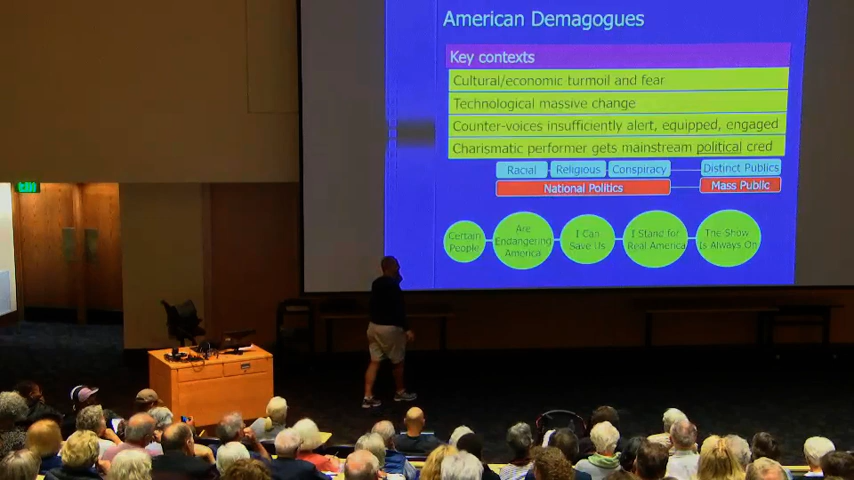 American Demagogues
Key contexts
Cultural/economic turmoil and fear
Technological massive change
Counter-voices insufficiently alert, equipped, engaged
Charismatic performer gets mainstream political cred
Racial Religious Conspiracy Distinct Publics
National Politics Mass Public
Certain
People
Are
Endangering
America
I Can
Save Us
I Stand for
Real America
The Show
Is Always On